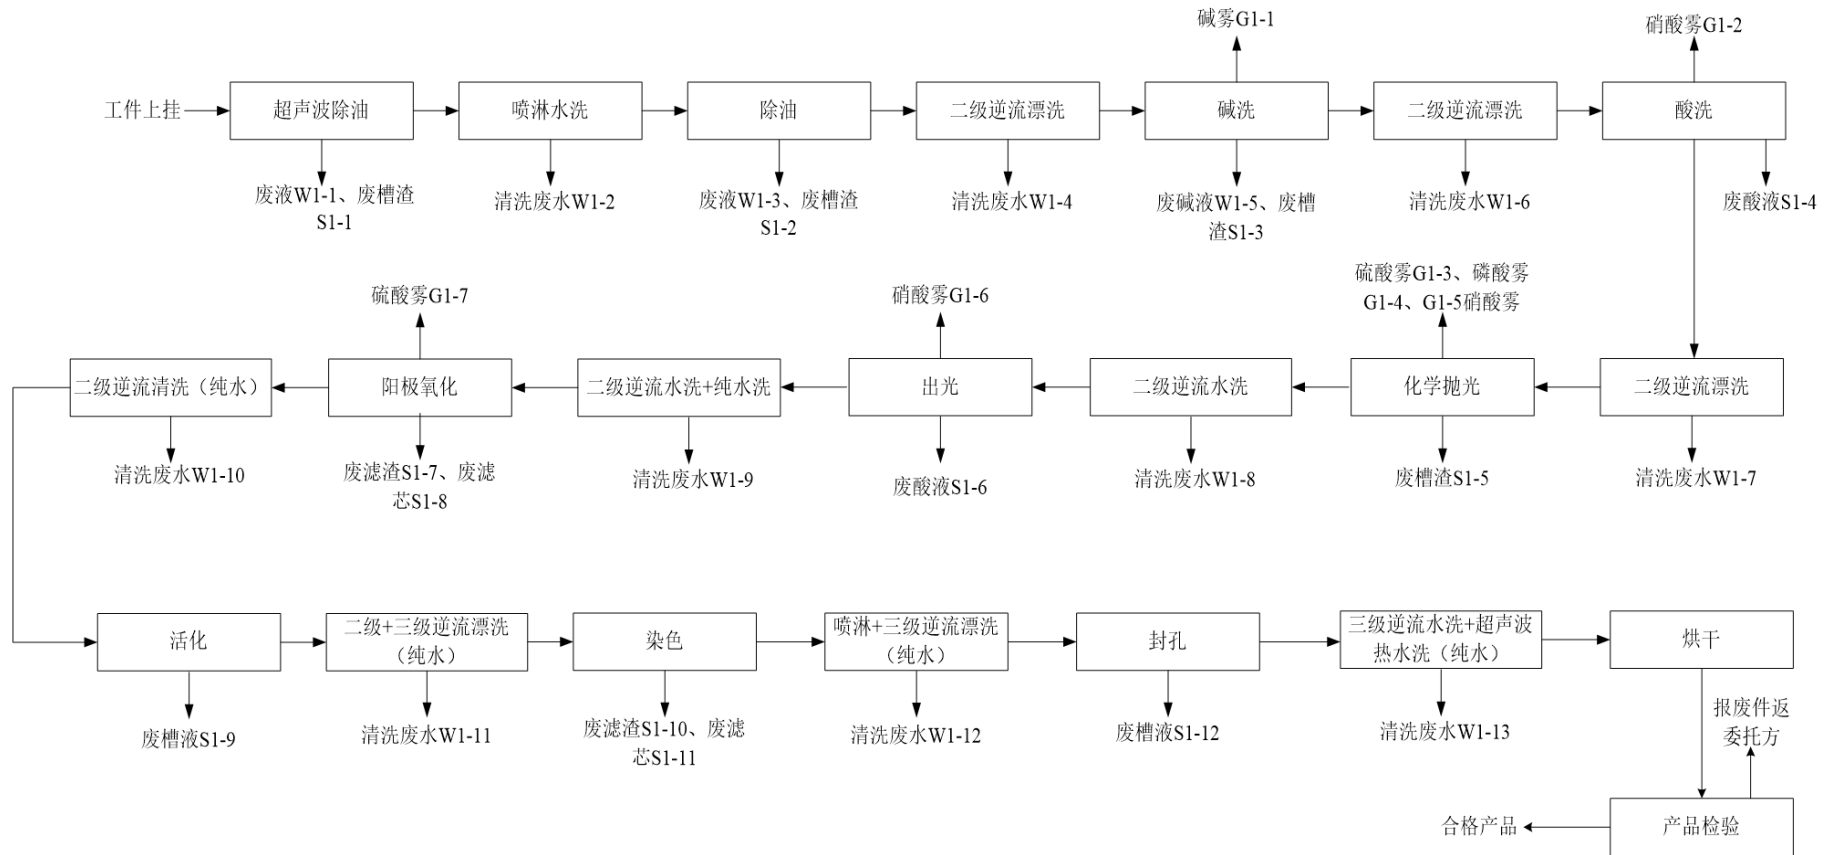 碱雾G1-1
硝酸雾G1-2
工件上挂
超声波除油
喷淋水洗
除油
二级逆流漂洗
碱洗
二级逆流漂洗
酸洗
废液W1-1、废槽渣
S1-1
清洗废水W1-2
废液W1-3、废槽渣
S1-2
清洗废水W1-4
废碱液W1-5、废槽
渣S1-3
清洗废水W1-6
废酸液S1-4
硫酸雾G1-7
硝酸雾G1-6
硫酸雾G1-3、磷酸雾
G1-4、G1-5硝酸雾
二级逆流清洗（纯水）
阳极氧化
二级逆流水洗+纯水洗
出光
二级逆流水洗
化学抛光
二级逆流漂洗
清洗废水W1-10
废滤渣S1-7、废滤
芯S1-8
清洗废水W1-9
废酸液S1-6
清洗废水W1-8
废槽渣S1-5
清洗废水W1-7
活化
二级+三级逆流漂洗
（纯水）
染色
喷淋+三级逆流漂洗
（纯水）
封孔
三级逆流水洗+超声波
热水洗（纯水）
烘干
废槽液S1-9
清洗废水W1-11
废滤渣S1-10、废滤
芯S1-11
清洗废水W1-12
废槽液S1-12
清洗废水W1-13
报废件返
委托方
合格产品
产品检验